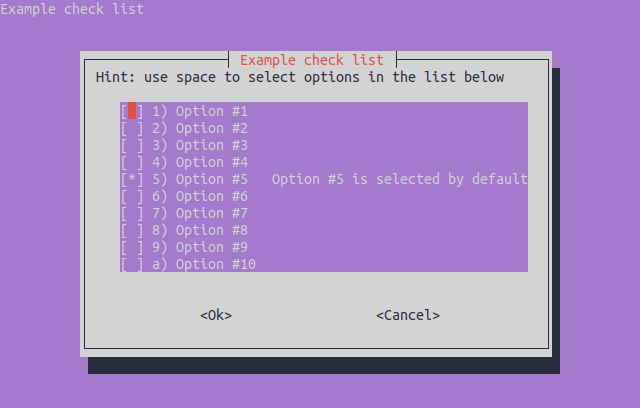 Example check list
Example check list
Hint: use space to select options in the list below
[ ] 1) Option #1
[ ] 2) Option #2
[ ] 3) Option #3
[ ] 4) Option #4
[*] 5) Option #5   Option #5 is selected by default
[ ] 6) Option #6
[ ] 7) Option #7
[ ] 8) Option #8
[ ] 9) Option #9
[ ] a) Option #10
<Ok>   <Cancel>